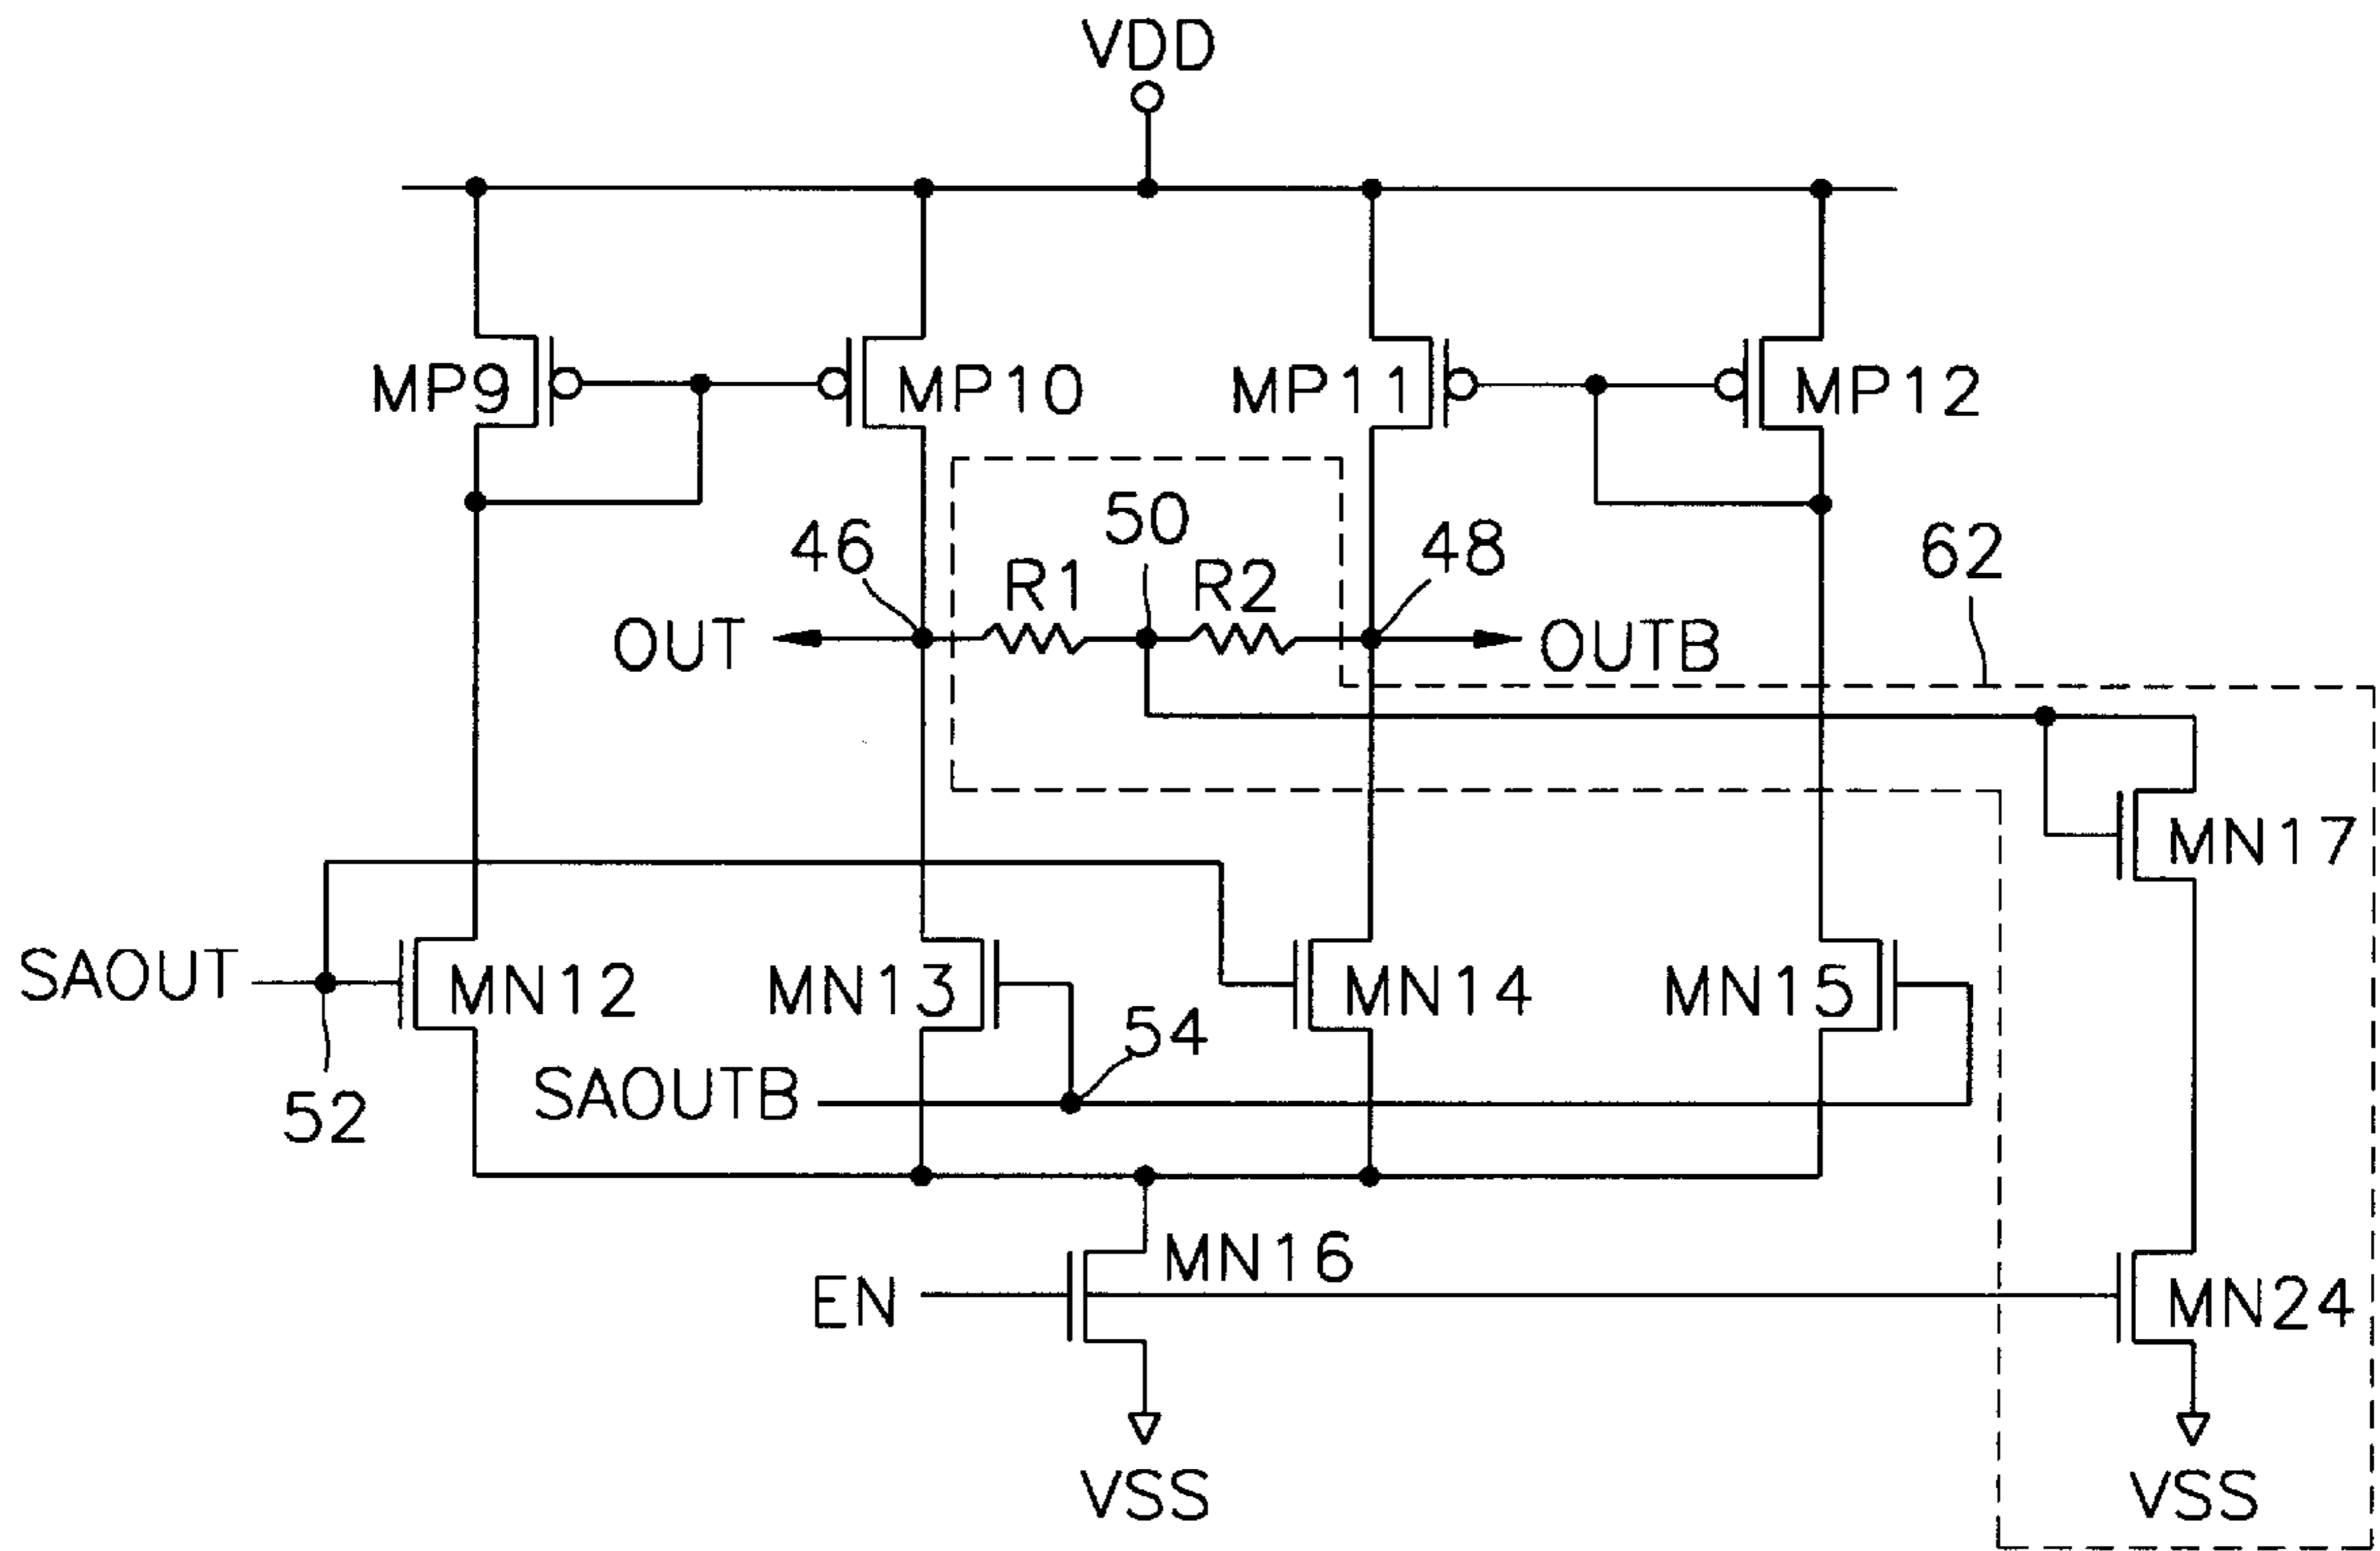 VDD
MP9
MP10
MP11
MP12
50
46
48
62
R1
R2
OUT
OUTB
MN17
SAOUT
MN12
MN13
MN14
MN15
54
SAOUTB
52
MN16
EN
MN24
VSS
VSS